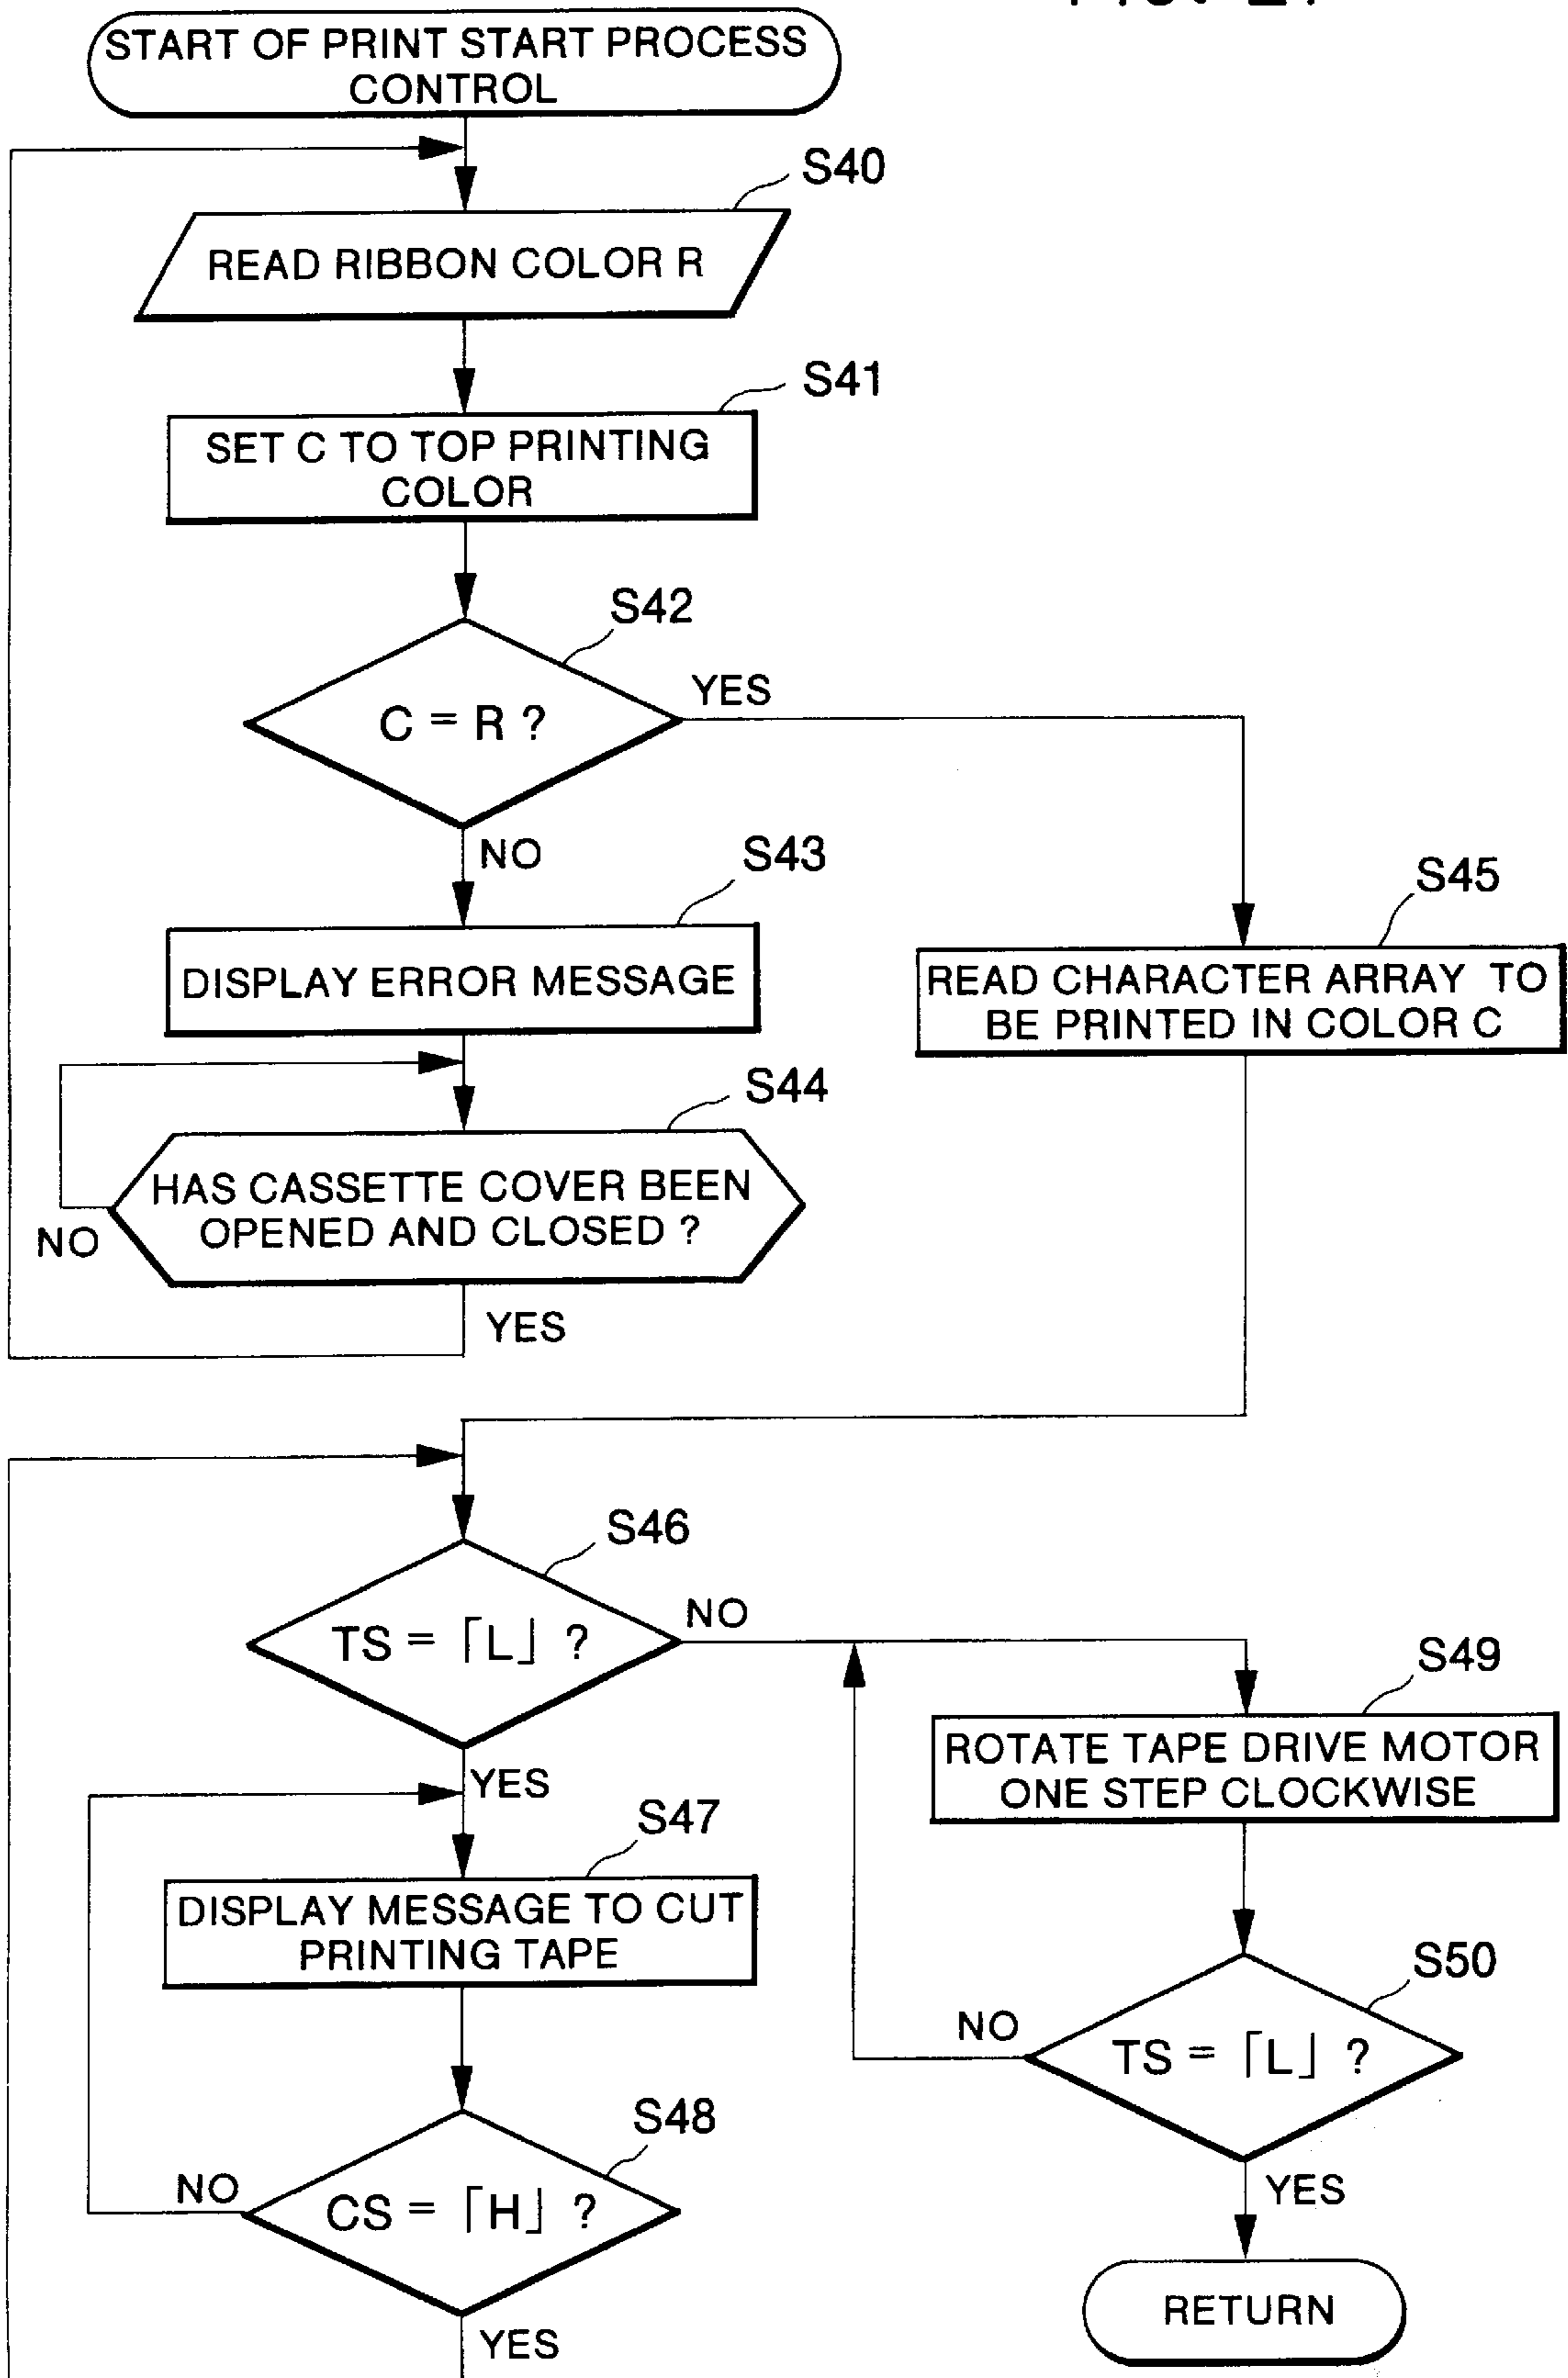 START OF PRINT START PROCESS
CONTROL
S40
READ RIBBON COLOR R
S41
SET C TO TOP PRINTING
COLOR
S42
C = R ?
YES
NO
S43
DISPLAY ERROR MESSAGE
S45
READ CHARACTER ARRAY TO
BE PRINTED IN COLOR C
S44
HAS CASSETTE COVER BEEN
OPENED AND CLOSED ?
NO
YES
S46
TS = ⌈L⌋ ?
NO
YES
S49
ROTATE TAPE DRIVE MOTOR
ONE STEP CLOCKWISE
S47
DISPLAY MESSAGE TO CUT
PRINTING TAPE
S50
TS = ⌈L⌋ ?
NO
YES
S48
CS = ⌈H⌋ ?
NO
YES
RETURN